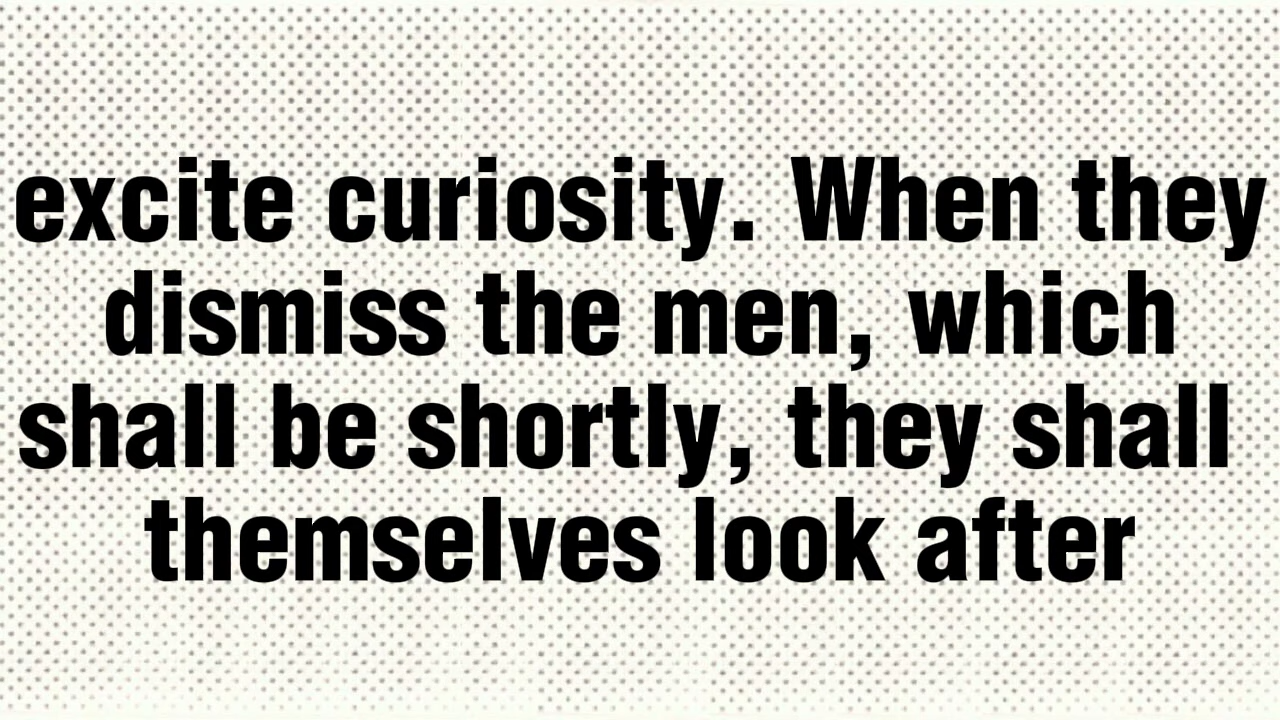 excite curiosity. When they
dismiss the men, which
shall be shortly, they shall
themselves look after